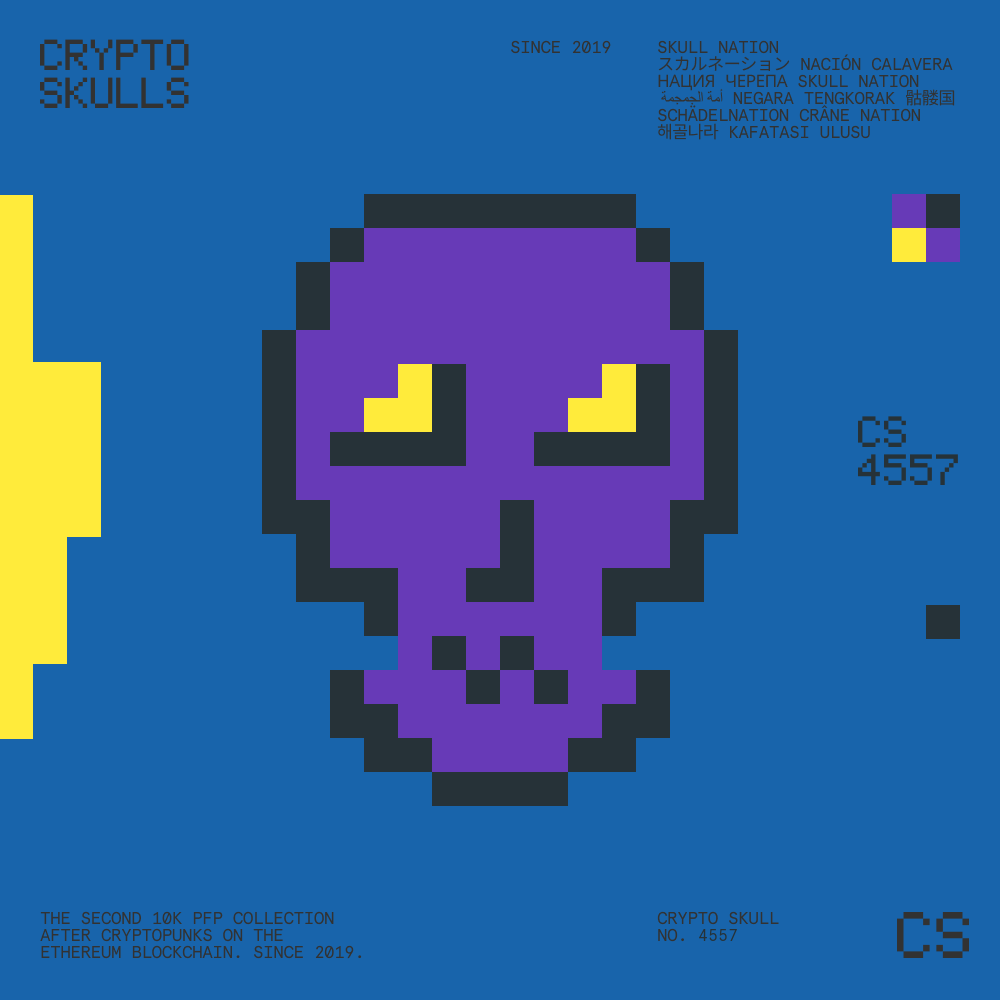 CRYPTO
SKULLS
SINCE 2019
SKULL NATION
スカルネーション NACIÓN CALAVERA
НАЦИЯ ЧЕРЕПА SKULL NATION
أمة الجمجمة NEGARA TENGKORAK 骷髅国
SCHÄDELNATION CRÂNE NATION
해골나라 KAFATASI ULUSU
CS
4557
THE SECOND 10K PFP COLLECTION
AFTER CRYPTOPUNKS ON THE
ETHEREUM BLOCKCHAIN. SINCE 2019.
CRYPTO SKULL
NO. 4557
CS